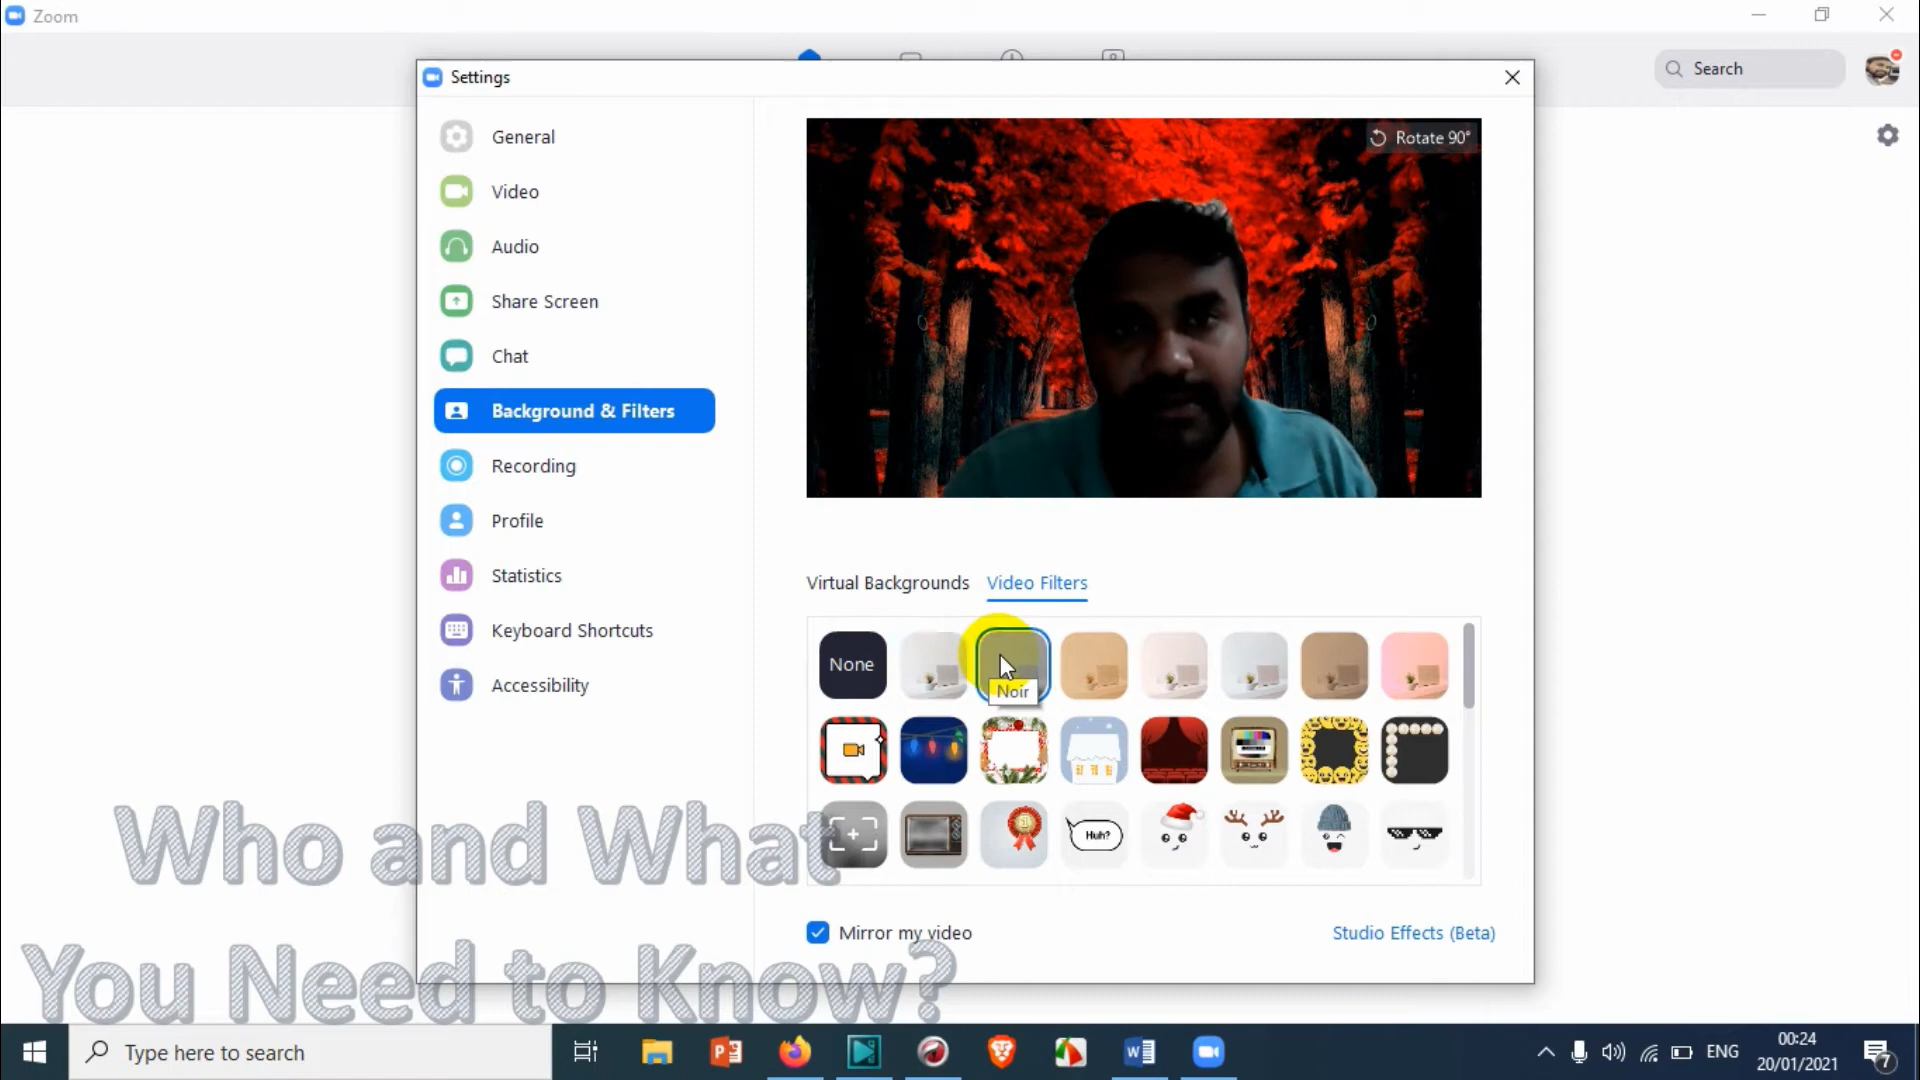 Zoom
Search
Settings
General
Video
Audio
Share Screen
Chat
Background & Filters
Recording
Profile
Statistics
Keyboard Shortcuts
Accessibility
Rotate 90°
Virtual Backgrounds
Video Filters
None
Noir
Huh?
Mirror my video
Studio Effects (Beta)
Who and What
You Need to Know?
Type here to search
ENG
00:24
20/01/2021
7